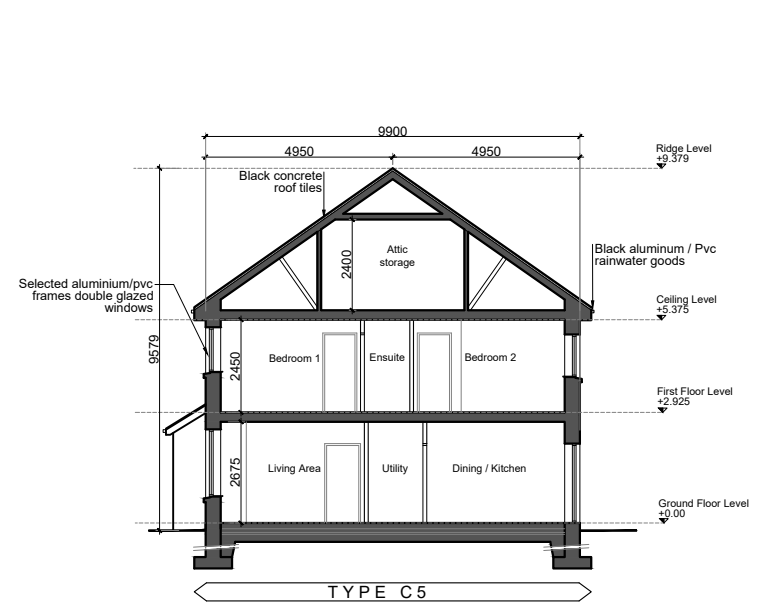 9900
4950
4950
Ridge Level
+9.379
Black concrete
roof tiles
Attic
storage
2400
Black aluminum / Pvc
rainwater goods
Selected aluminium/pvc
frames double glazed
windows
Ceiling Level
+5.375
9579
2450
Bedroom 1
Ensuite
Bedroom 2
First Floor Level
+2.925
2675
Living Area
Utility
Dining / Kitchen
Ground Floor Level
+0.00
TYPE C5